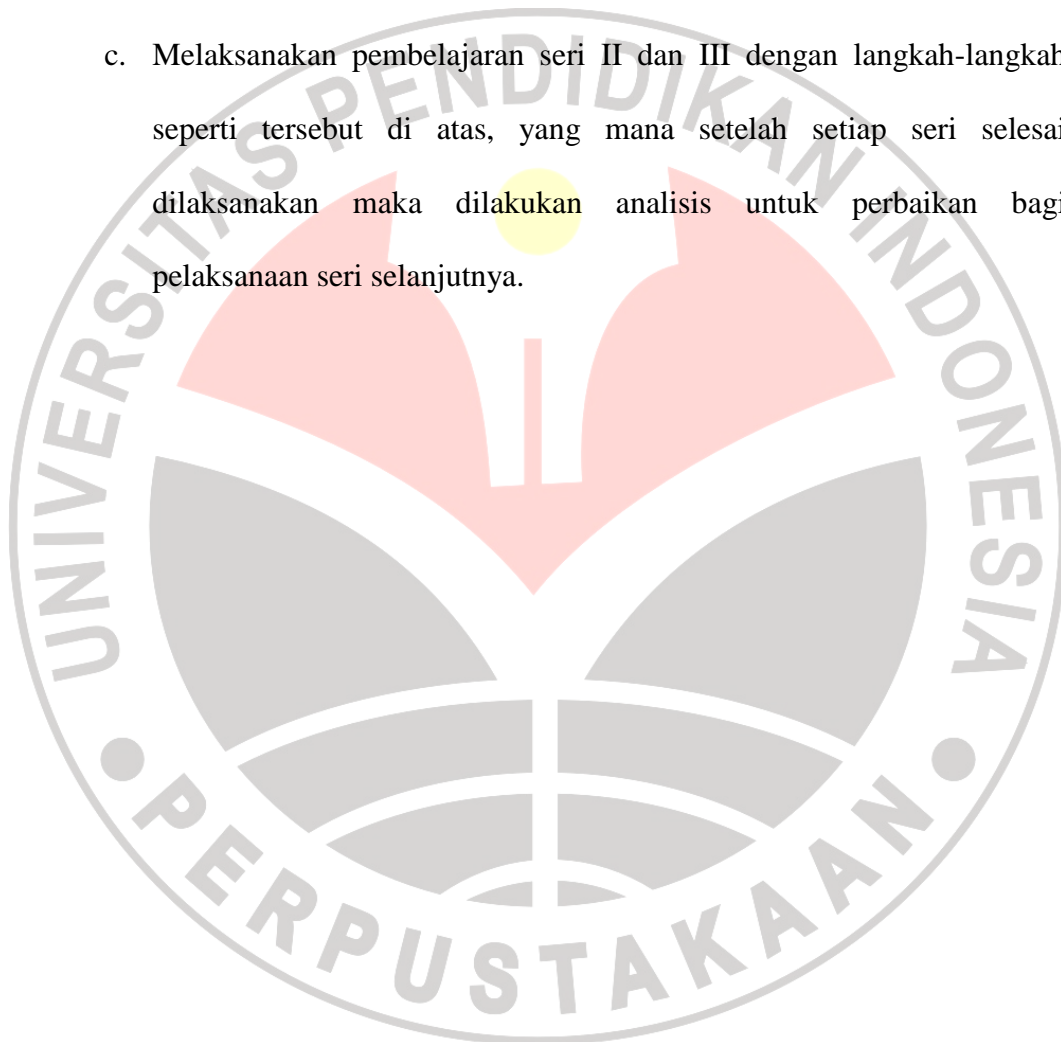 c. Melaksanakan pembelajaran seri II dan III dengan langkah-langkah
seperti tersebut di atas, yang mana setelah setiap seri selesai
dilaksanakan maka dilakukan analisis untuk perbaikan bagi
pelaksanaan seri selanjutnya.
UNIVERSITAS PENDIDIKAN INDONESIA
PERPUSTAKAAN